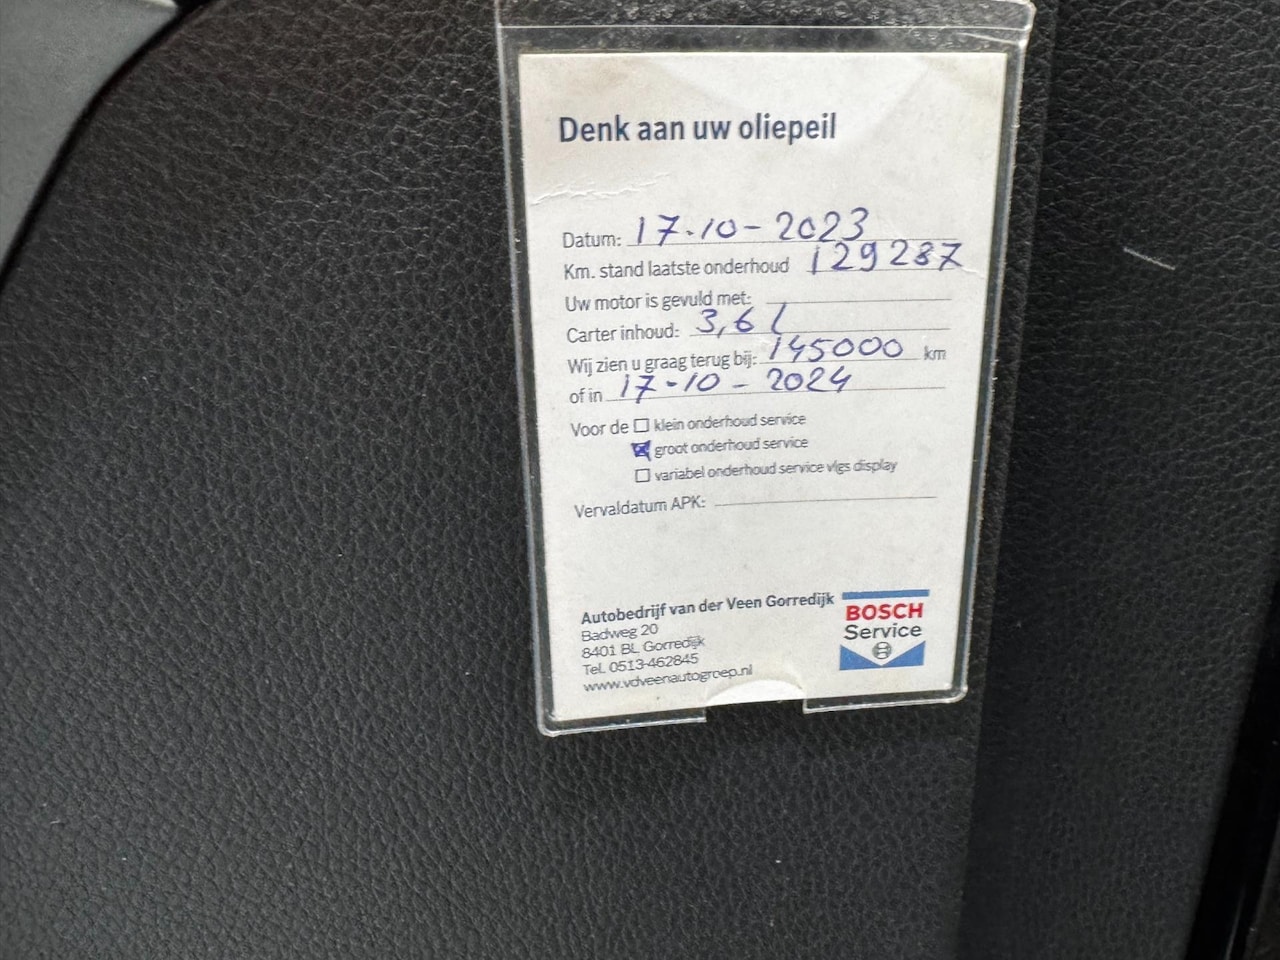 Denk aan uw oliepeil
Datum: 17-10-2023
Km. stand laatste onderhoud 129287
Uw motor is gevuld met:
Carter inhoud: 3,6 l
Wij zien u graag terug bij: 145000 km
of in 17-10-2024
Voor de ☐ klein onderhoud service
☒ groot onderhoud service
☐ variabel onderhoud service vlgs display
Vervaldatum APK:
Autobedrijf van der Veen Gorredijk
Badweg 20
8401 BL Gorredijk
Tel. 0513-462845
www.vdveenautogroep.nl
BOSCH
Service